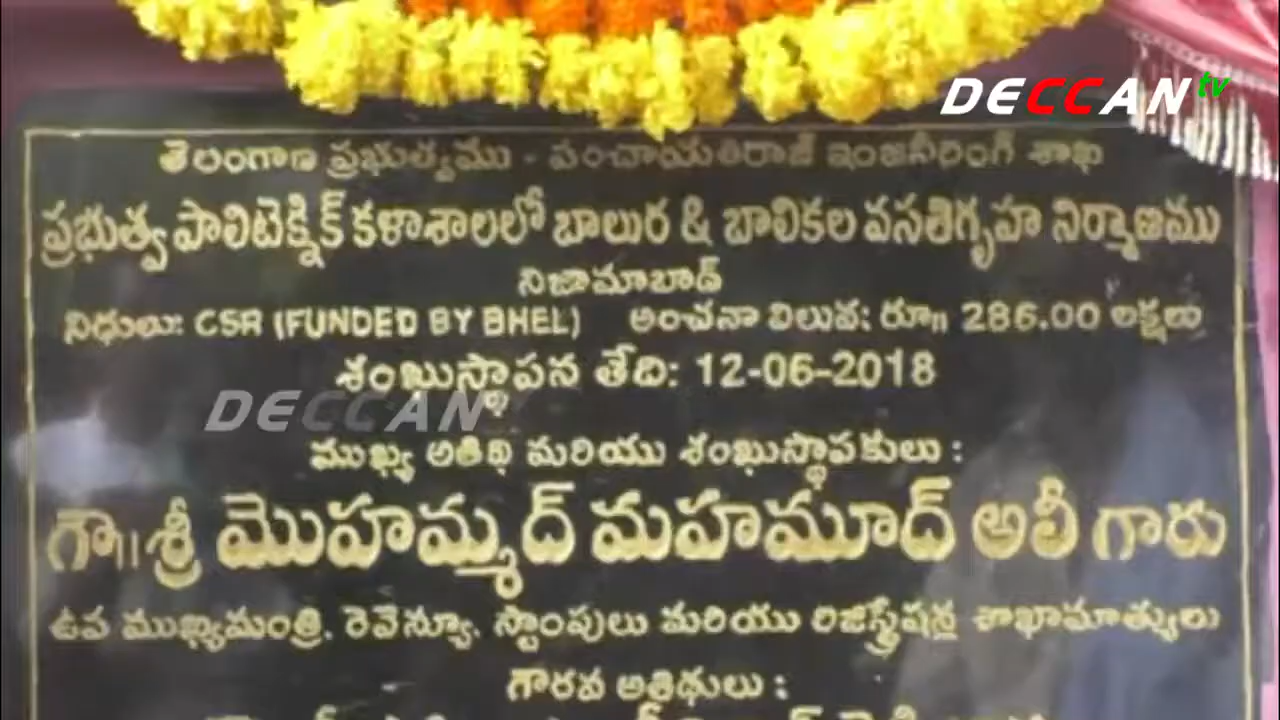 DECCAN tv
తెలంగాణ ప్రభుత్వము - పంచాయతిరాజ్ ఇంజనీరింగ్ శాఖ
ప్రభుత్వ పాలిటెక్నిక్ కళాశాలలో బాలుర & బాలికల వసతిగృహ నిర్మాణము
నిజామాబాద్
నిధులు: CSR (FUNDED BY BHEL) అంచనా విలువ: రూ॥ 286.00 లక్షలు
శంఖుస్థాపన తేది: 12-06-2018
DECCAN
ముఖ్య అతిథి మరియు శంఖుస్థాపకులు :
గౌ॥శ్రీ మొహమ్మద్ మహమూద్ అలీ గారు
ఉప ముఖ్యమంత్రి, రెవెన్యూ, స్టాంపులు మరియు రిజిస్ట్రేషన్ల శాఖామాత్యులు
గౌరవ అతిథులు :